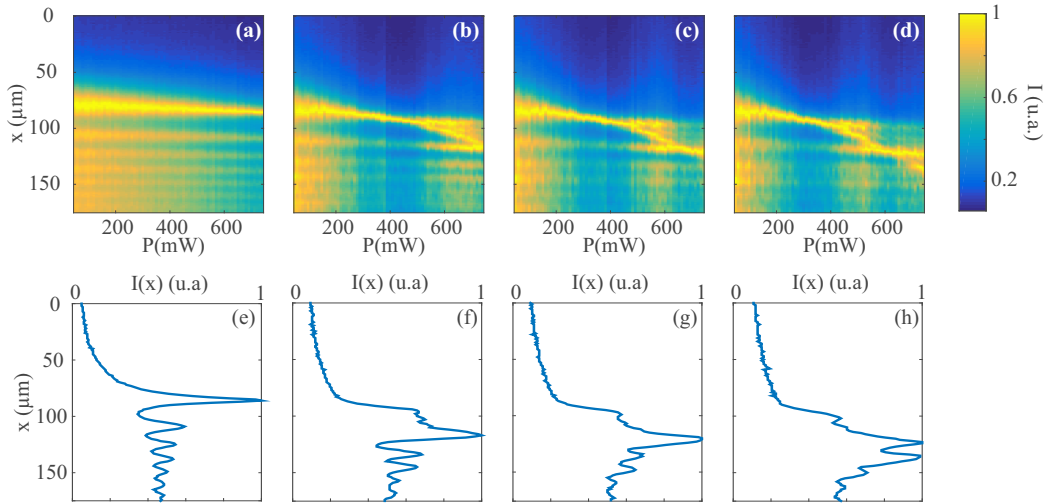 (a) (b) (c) (d)
0
50
100
150
x (μm)
200 400 600
P(mW)
200 400 600
P(mW)
200 400 600
P(mW)
200 400 600
P(mW)
1
0.6
0.2
I (u.a.)
0 I(x) (u.a) 1
0 I(x) (u.a) 1
0 I(x) (u.a) 1
0 I(x) (u.a) 1
(e) (f) (g) (h)
0
50
100
150
x (μm)